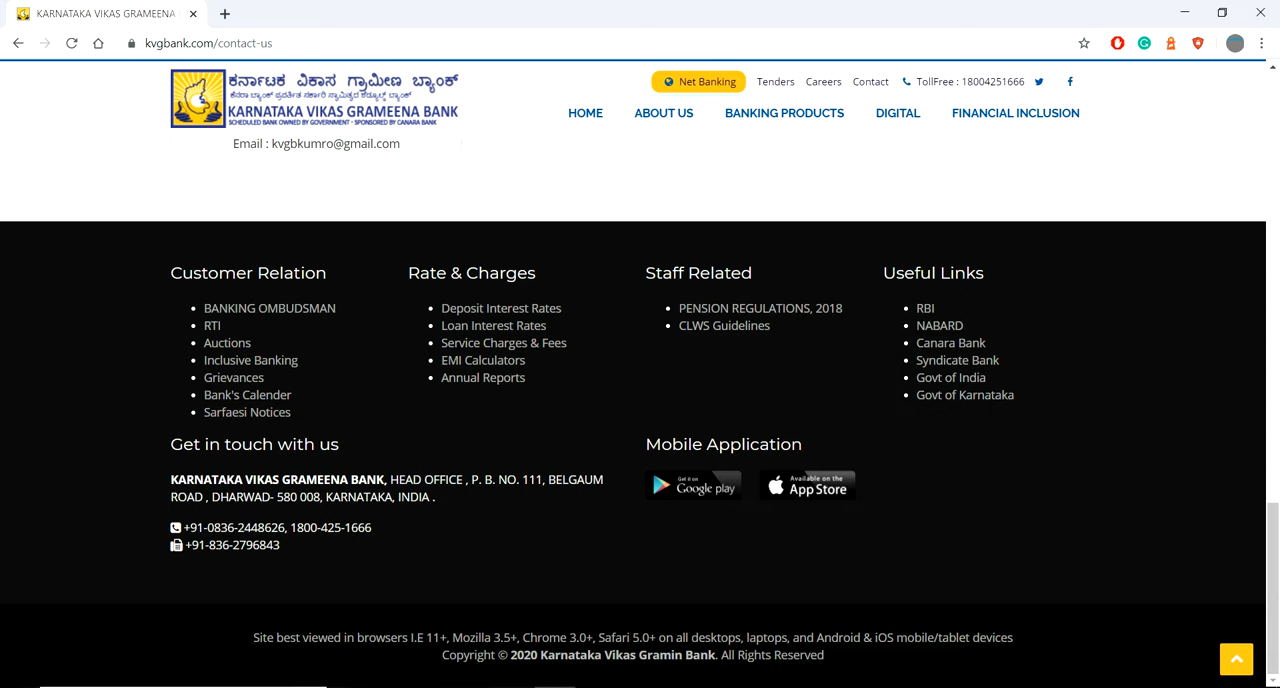 KARNATAKA VIKAS GRAMEENA
kvgbank.com/contact-us
ಕರ್ನಾಟಕ ವಿಕಾಸ ಗ್ರಾಮೀಣ ಬ್ಯಾಂಕ್
KARNATAKA VIKAS GRAMEENA BANK
SCHEDULED BANK OWNED BY GOVERNMENT - SPONSORED BY CANARA BANK
Net Banking Tenders Careers Contact TollFree : 18004251666
HOME ABOUT US BANKING PRODUCTS DIGITAL FINANCIAL INCLUSION
Email : kvgbkumro@gmail.com
Customer Relation
BANKING OMBUDSMAN
RTI
Auctions
Inclusive Banking
Grievances
Bank's Calender
Sarfaesi Notices
Rate & Charges
Deposit Interest Rates
Loan Interest Rates
Service Charges & Fees
EMI Calculators
Annual Reports
Staff Related
PENSION REGULATIONS, 2018
CLWS Guidelines
Useful Links
RBI
NABARD
Canara Bank
Syndicate Bank
Govt of India
Govt of Karnataka
Get in touch with us
KARNATAKA VIKAS GRAMEENA BANK, HEAD OFFICE , P. B. NO. 111, BELGAUM
ROAD , DHARWAD- 580 008, KARNATAKA, INDIA .
+91-0836-2448626, 1800-425-1666
+91-836-2796843
Mobile Application
Get it on
Google play
Available on the
App Store
Site best viewed in browsers I.E 11+, Mozilla 3.5+, Chrome 3.0+, Safari 5.0+ on all desktops, laptops, and Android & iOS mobile/tablet devices
Copyright © 2020 Karnataka Vikas Gramin Bank. All Rights Reserved